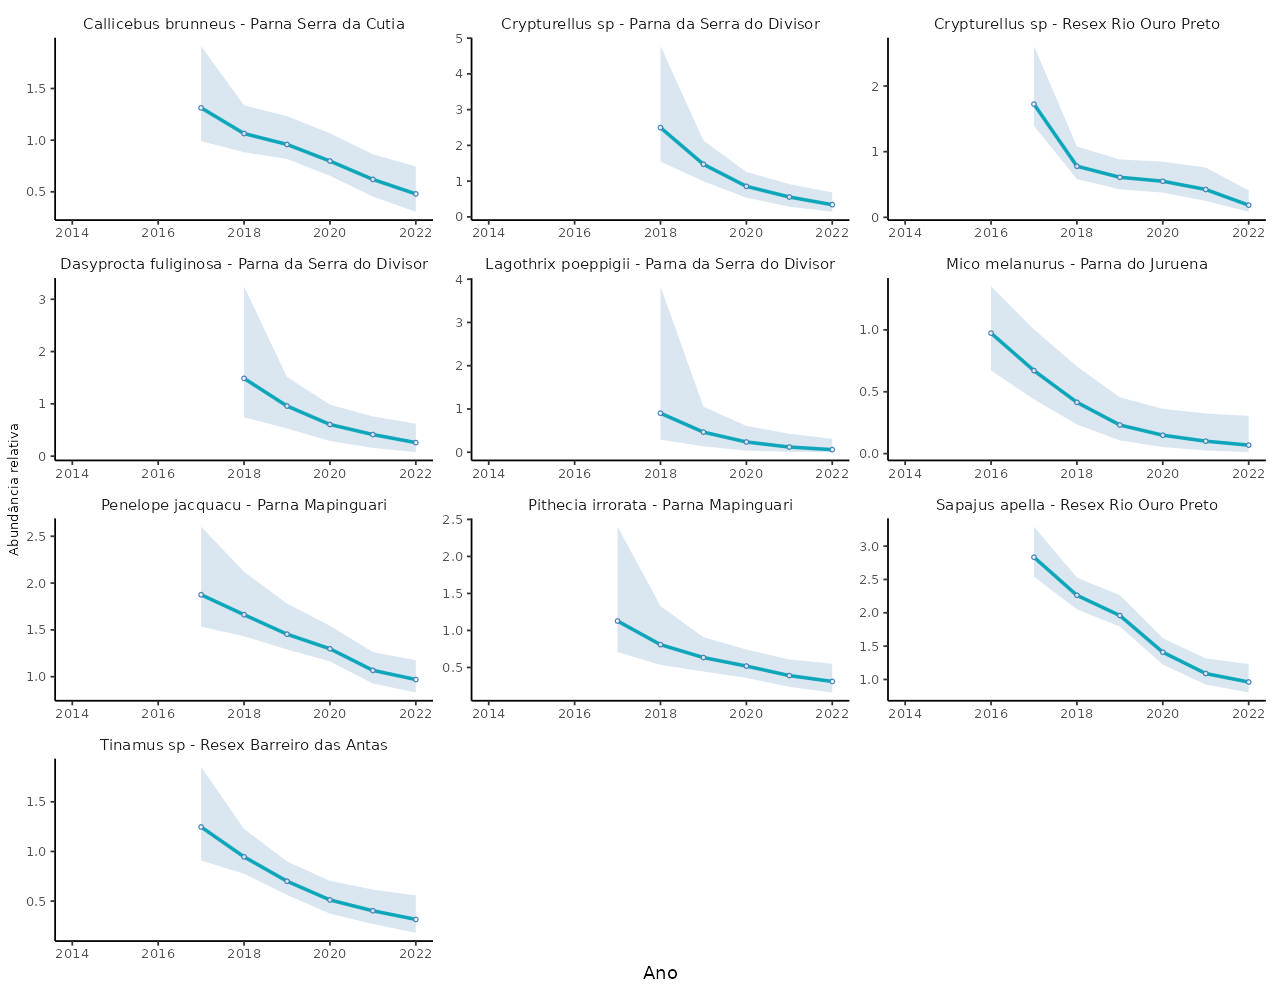 Callicebus brunneus - Parna Serra da Cutia
Crypturellus sp - Parna da Serra do Divisor
Crypturellus sp - Resex Rio Ouro Preto
1.5
1.0
0.5
2014 2016 2018 2020 2022
5
4
3
2
1
0
2014 2016 2018 2020 2022
2
1
0
2014 2016 2018 2020 2022
Dasyprocta fuliginosa - Parna da Serra do Divisor
Lagothrix poeppigii - Parna da Serra do Divisor
Mico melanurus - Parna do Juruena
3
2
1
0
2014 2016 2018 2020 2022
4
3
2
1
0
2014 2016 2018 2020 2022
1.0
0.5
0.0
2014 2016 2018 2020 2022
Abundância relativa
Penelope jacquacu - Parna Mapinguari
Pithecia irrorata - Parna Mapinguari
Sapajus apella - Resex Rio Ouro Preto
2.5
2.0
1.5
1.0
2014 2016 2018 2020 2022
2.5
2.0
1.5
1.0
0.5
2014 2016 2018 2020 2022
3.0
2.5
2.0
1.5
1.0
2014 2016 2018 2020 2022
Tinamus sp - Resex Barreiro das Antas
1.5
1.0
0.5
2014 2016 2018 2020 2022
Ano